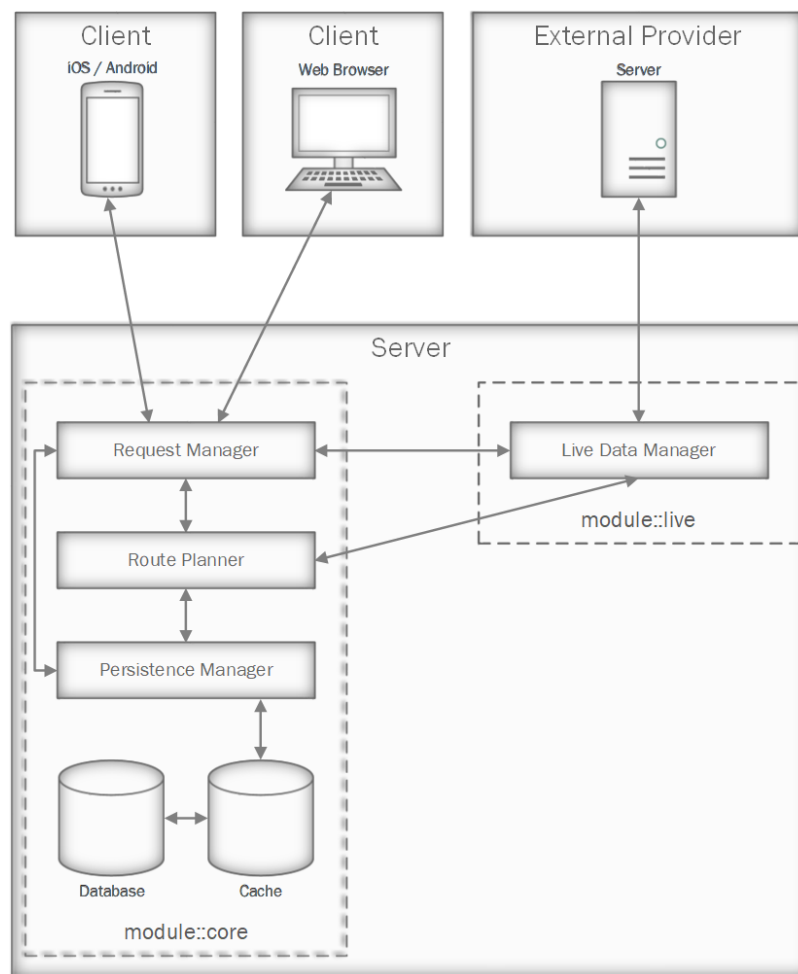 Client
iOS / Android
Client
Web Browser
External Provider
Server
Server
Request Manager
Live Data Manager
module::live
Route Planner
Persistence Manager
Database
Cache
module::core